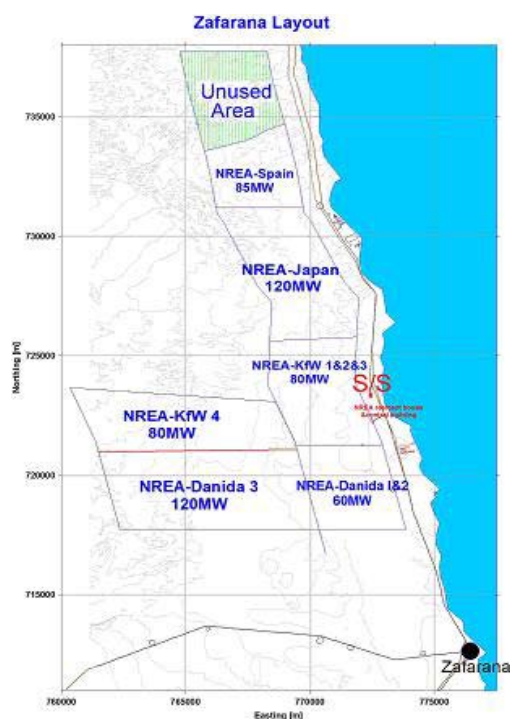 Zafarana Layout
Unused
Area
NREA-Spain
85MW
NREA-Japan
120MW
NREA-KfW 1&2&3
80MW
S/S
NREA-KfW 4
80MW
NREA-Danida 3
120MW
NREA-Danida I&2
60MW
Zafarana
735000
730000
725000
720000
715000
Northing [m]
760000
765000
770000
775000
Easting [m]